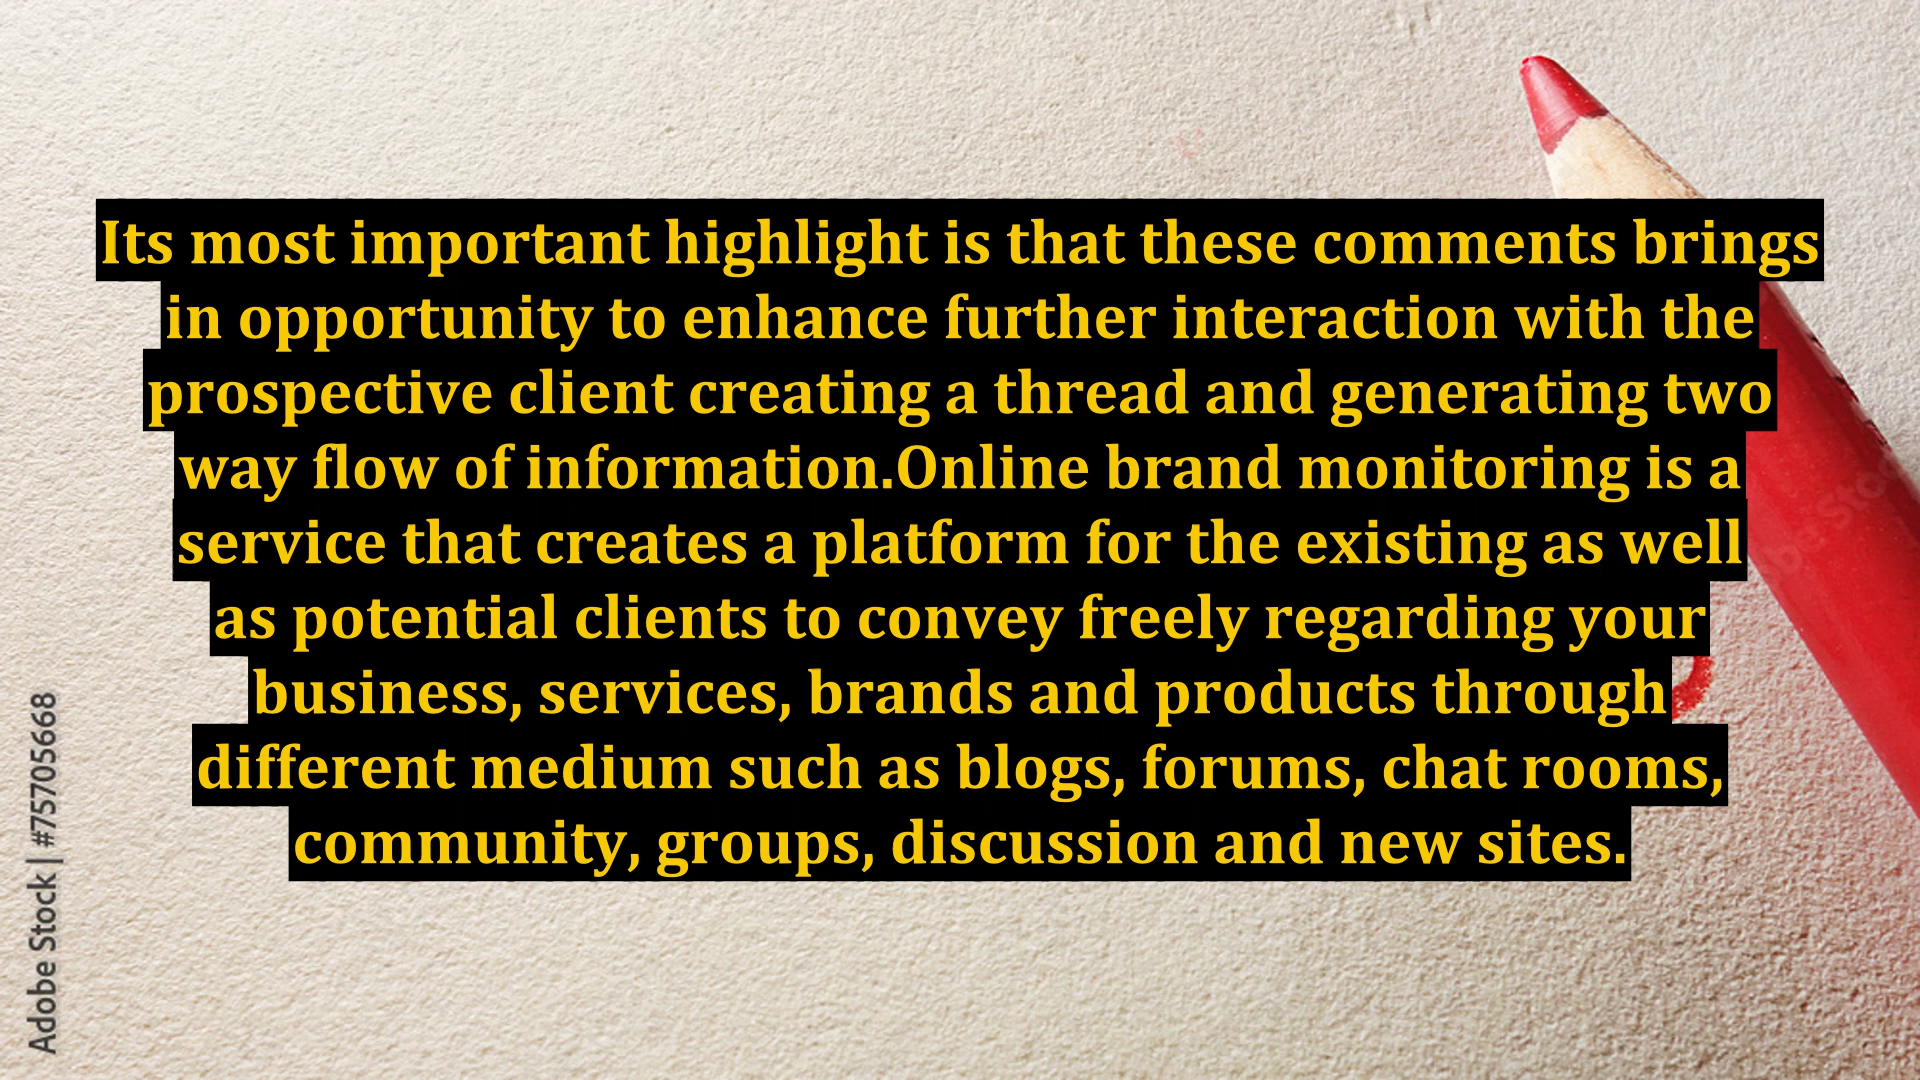 Its most important highlight is that these comments brings
in opportunity to enhance further interaction with the
prospective client creating a thread and generating two
way flow of information.Online brand monitoring is a
service that creates a platform for the existing as well
as potential clients to convey freely regarding your
business, services, brands and products through
different medium such as blogs, forums, chat rooms,
community, groups, discussion and new sites.
Adobe Stock | #75705668